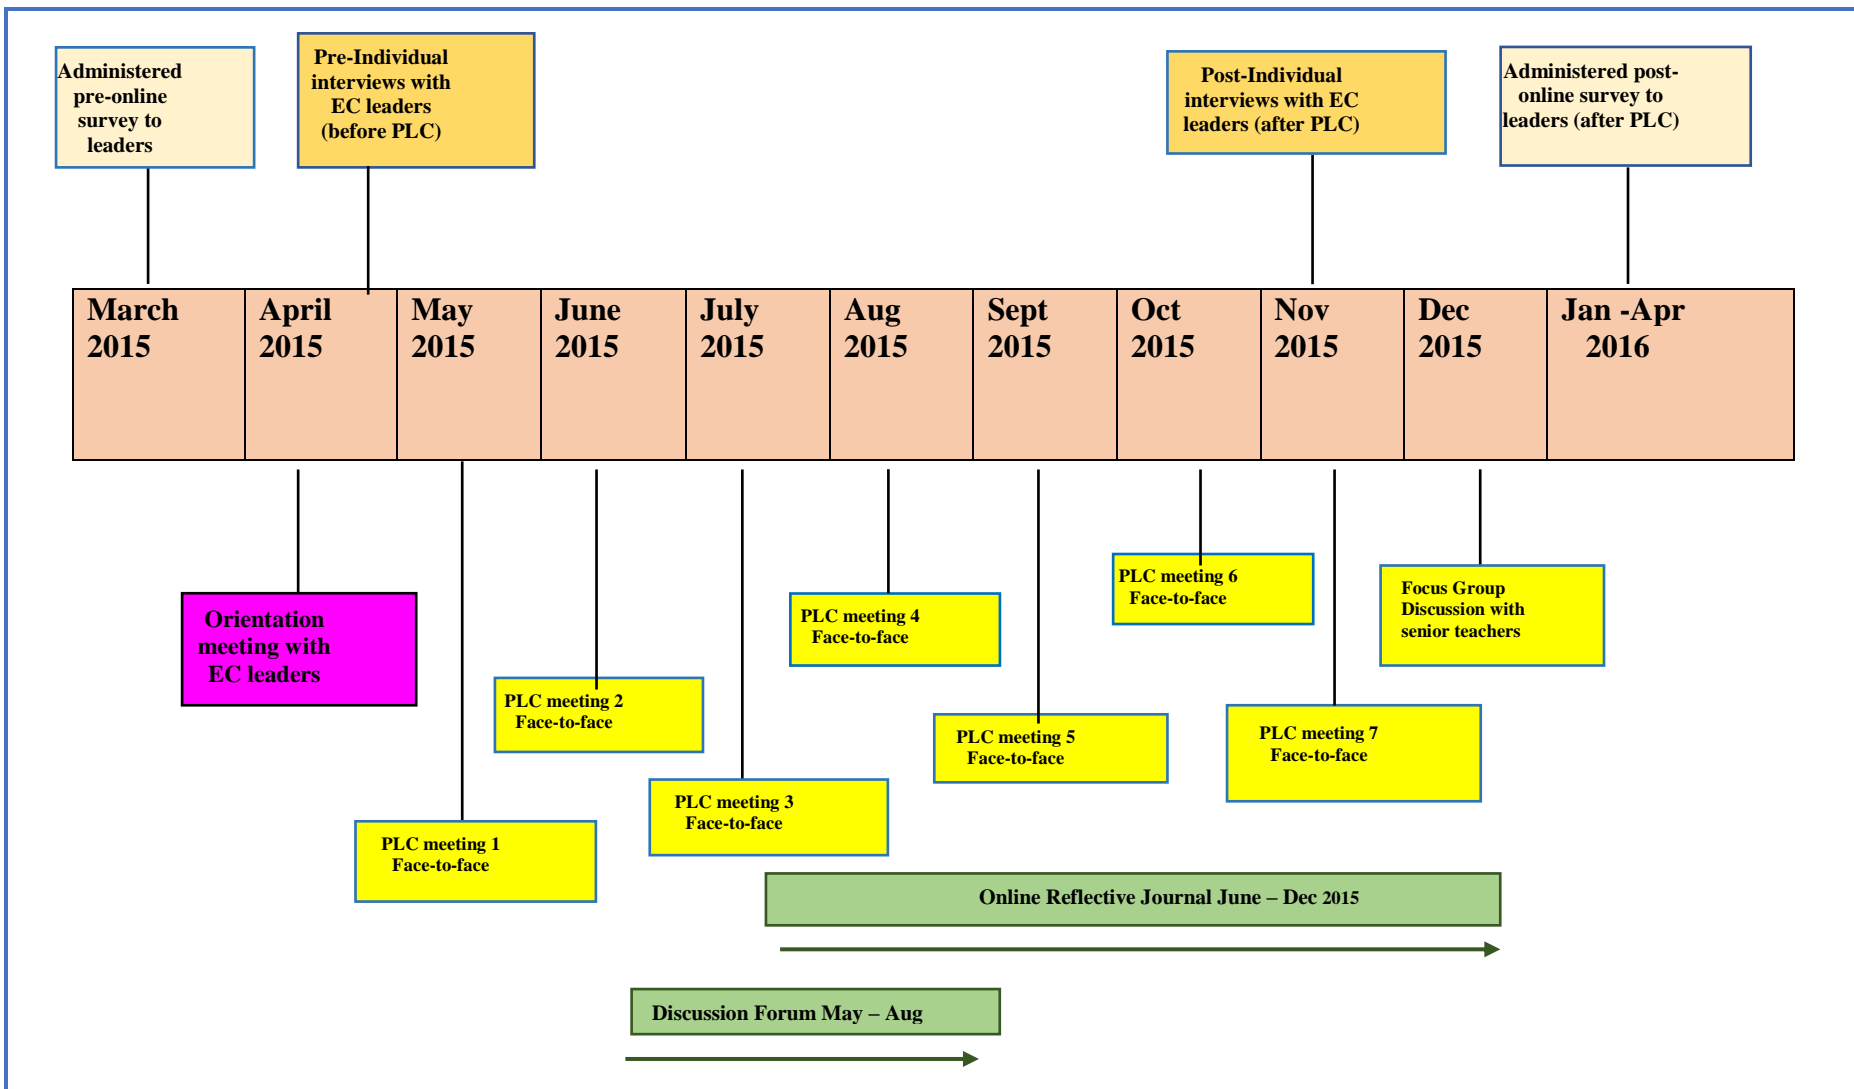 Administered
pre-online
survey to
leaders
Pre-Individual
interviews with
EC leaders
(before PLC)
Post-Individual
interviews with EC
leaders (after PLC)
Administered post-
online survey to
leaders (after PLC)
March
2015
April
2015
May
2015
June
2015
July
2015
Aug
2015
Sept
2015
Oct
2015
Nov
2015
Dec
2015
Jan -Apr
2016
Orientation
meeting with
EC leaders
PLC meeting 1
Face-to-face
PLC meeting 2
Face-to-face
PLC meeting 3
Face-to-face
PLC meeting 4
Face-to-face
PLC meeting 5
Face-to-face
PLC meeting 6
Face-to-face
PLC meeting 7
Face-to-face
Focus Group
Discussion with
senior teachers
Online Reflective Journal June – Dec 2015
Discussion Forum May – Aug